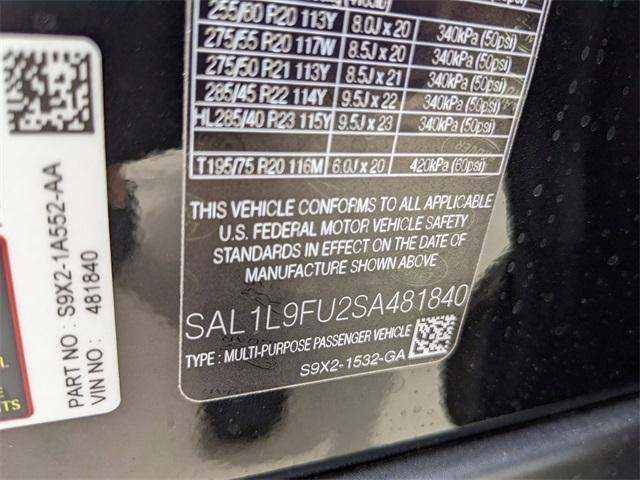 255/60 R20 113Y 8.0J x 20 340kPa (50psi)
275/55 R20 117W 8.5J x 20 340kPa (50psi)
275/50 R21 113Y 8.5J x 21 340kPa (50psi)
285/45 R22 114Y 9.5J x 22 340kPa (50psi)
HL285/40 R23 115Y 9.5J x 23 340kPa (50psi)
T195/75 R20 116M 6.0J x 20 420kPa (60psi)
THIS VEHICLE CONFORMS TO ALL APPLICABLE
U.S. FEDERAL MOTOR VEHICLE SAFETY
STANDARDS IN EFFECT ON THE DATE OF
MANUFACTURE SHOWN ABOVE
SAL1L9FU2SA481840
TYPE : MULTI-PURPOSE PASSENGER VEHICLE
S9X2-1532-GA
PART NO : S9X2-1A552-AA
VIN NO : 481840